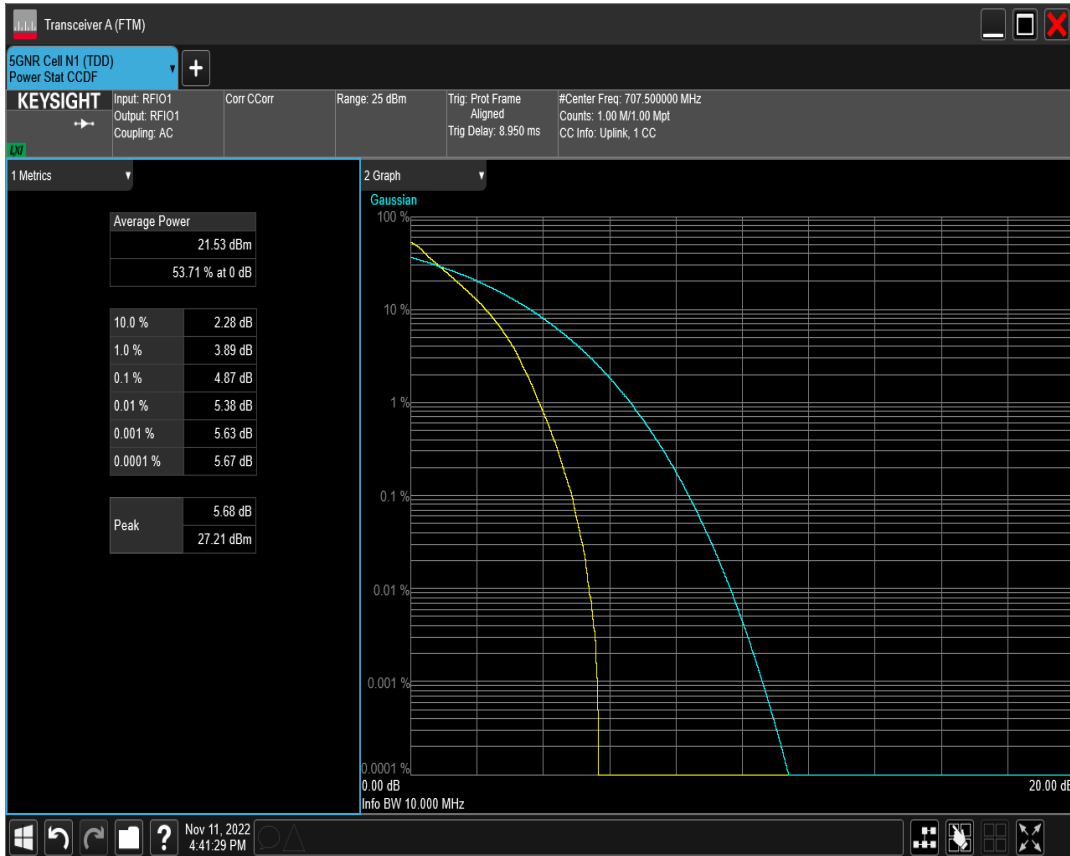 Transceiver A (FTM)
5GNR Cell N1 (TDD)
Power Stat CCDF
KEYSIGHT
LXI
Input: RFIO1
Output: RFIO1
Coupling: AC
Corr CCorr
Range: 25 dBm
Trig: Prot Frame
Aligned
Trig Delay: 8.950 ms
#Center Freq: 707.500000 MHz
Counts: 1.00 M/1.00 Mpt
CC Info: Uplink, 1 CC
1 Metrics
Average Power
21.53 dBm
53.71 % at 0 dB
10.0 % 2.28 dB
1.0 % 3.89 dB
0.1 % 4.87 dB
0.01 % 5.38 dB
0.001 % 5.63 dB
0.0001 % 5.67 dB
Peak
5.68 dB
27.21 dBm
2 Graph
Gaussian
100 %
10 %
1 %
0.1 %
0.01 %
0.001 %
0.0001 %
0.00 dB 20.00 dB
Info BW 10.000 MHz
Nov 11, 2022
4:41:29 PM